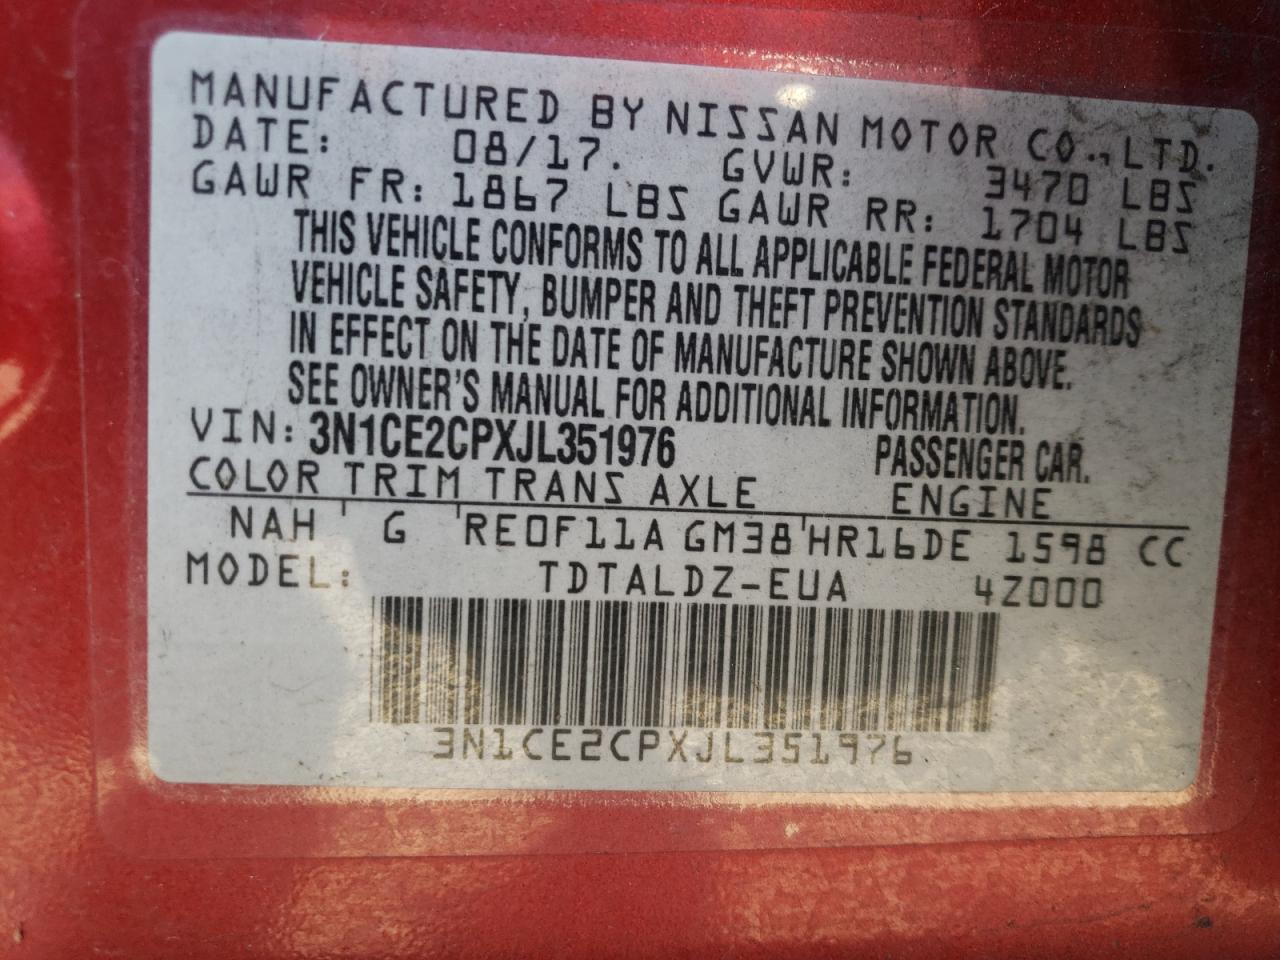 MANUFACTURED BY NISSAN MOTOR CO., LTD.
DATE: 08/17. GVWR: 3470 LBS
GAWR FR: 1867 LBS GAWR RR: 1704 LBS
THIS VEHICLE CONFORMS TO ALL APPLICABLE FEDERAL MOTOR
VEHICLE SAFETY, BUMPER AND THEFT PREVENTION STANDARDS
IN EFFECT ON THE DATE OF MANUFACTURE SHOWN ABOVE.
SEE OWNER'S MANUAL FOR ADDITIONAL INFORMATION.
VIN: 3N1CE2CPXJL351976 PASSENGER CAR.
COLOR TRIM TRANS AXLE ENGINE
NAH ' G 'RE0F11A GM38'HR16DE 1598 CC
MODEL: TDTALDZ-EUA 4Z000
3N1CE2CPXJL351976